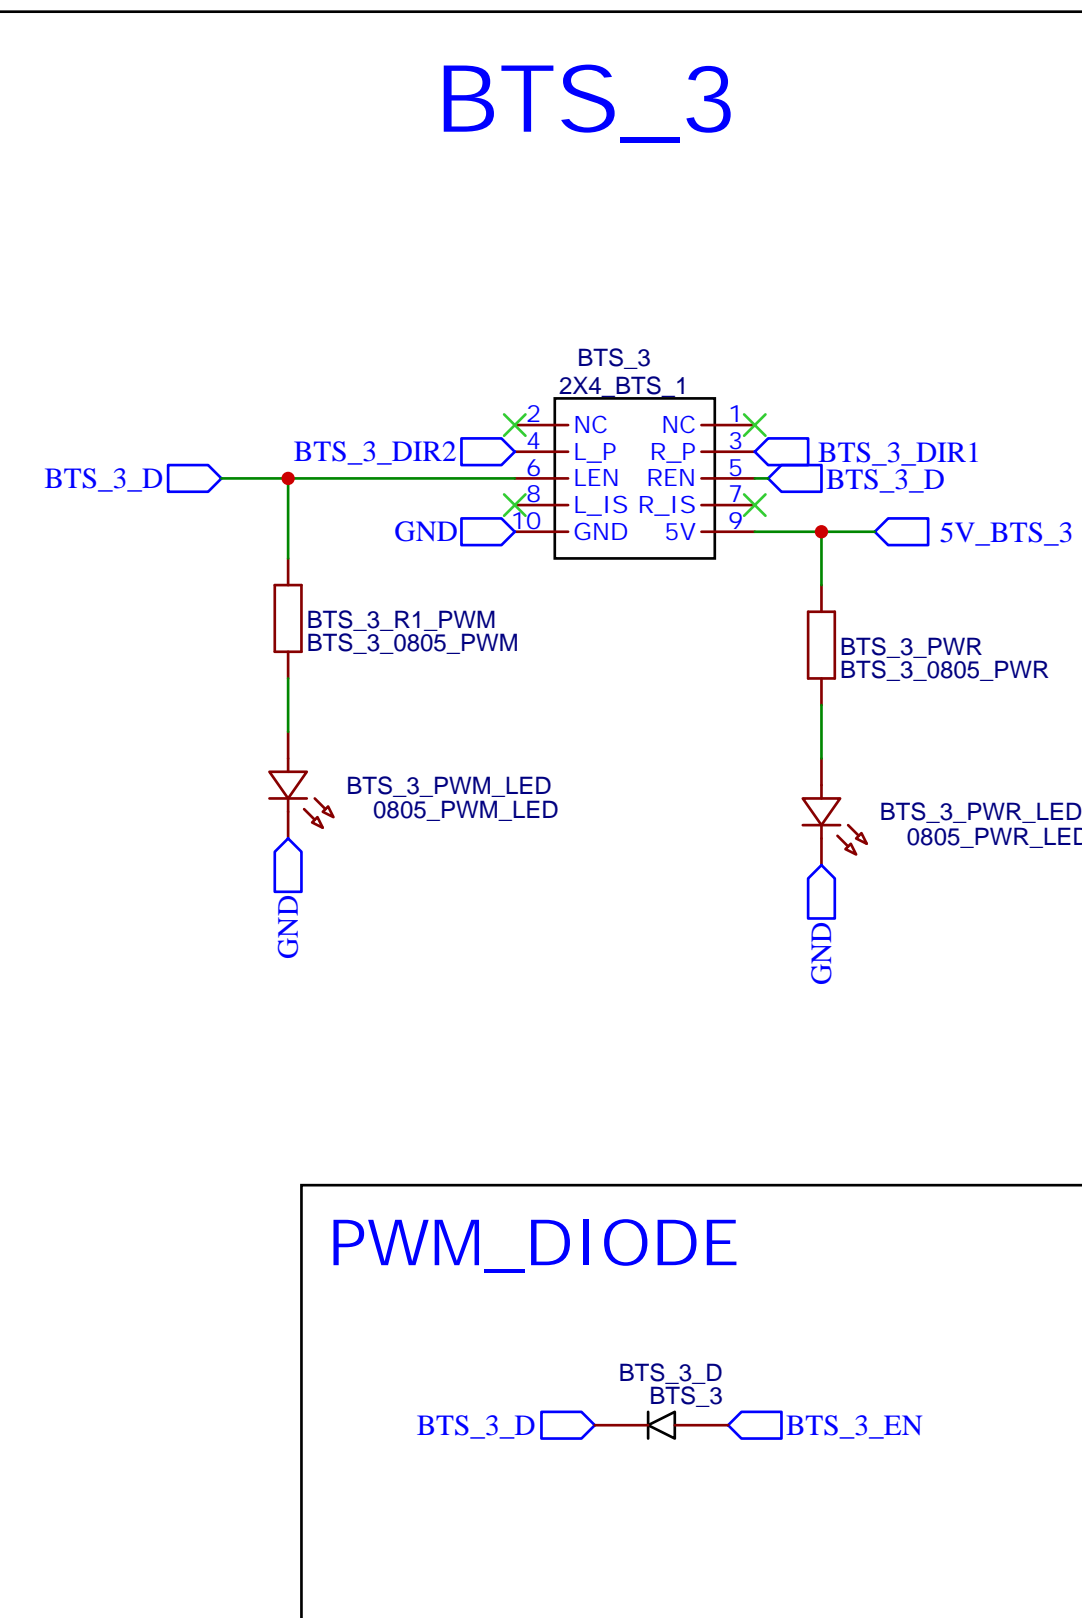 BTS_3
BTS_3
2X4_BTS_1
2 NC NC 1
BTS_3_DIR2 4 L_P R_P 3 BTS_3_DIR1
BTS_3_D 6 LEN REN 5 BTS_3_D
8 L_IS R_IS 7
GND 10 GND 5V 9 5V_BTS_3
BTS_3_R1_PWM
BTS_3_0805_PWM
BTS_3_PWR
BTS_3_0805_PWR
BTS_3_PWM_LED
0805_PWM_LED
BTS_3_PWR_LED
0805_PWR_LED
GND
GND
PWM_DIODE
BTS_3_D
BTS_3
BTS_3_D BTS_3_EN